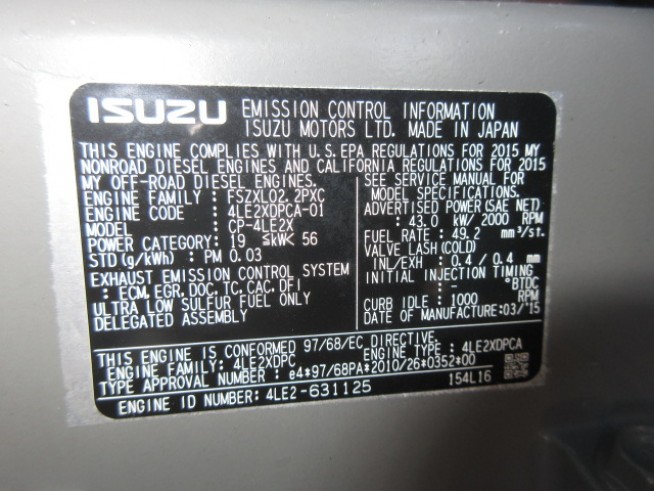 ISUZU EMISSION CONTROL INFORMATION
ISUZU MOTORS LTD. MADE IN JAPAN
THIS ENGINE COMPLIES WITH U.S. EPA REGULATIONS FOR 2015 MY
NONROAD DIESEL ENGINES AND CALIFORNIA REGULATIONS FOR 2015
MY OFF-ROAD DIESEL ENGINES.
ENGINE FAMILY : FSZXL02.2PXC
ENGINE CODE : 4LE2XDPCA-01
MODEL : CP-4LE2X
POWER CATEGORY: 19 ≦kW< 56
STD (g/kWh) : PM 0.03
EXHAUST EMISSION CONTROL SYSTEM
: ECM, EGR, DOC, TC, CAC, DFI
ULTRA LOW SULFUR FUEL ONLY
DELEGATED ASSEMBLY
SEE SERVICE MANUAL FOR
MODEL SPECIFICATIONS.
ADVERTISED POWER (SAE NET)
: 43.0 kW/ 2000 RPM
FUEL RATE : 49.2 mm³/st.
VALVE LASH (COLD)
INL/EXH : 0.4 / 0.4 mm
INITIAL INJECTION TIMING
: - °BTDC
CURB IDLE : 1000 RPM
DATE OF MANUFACTURE:03/'15
THIS ENGINE IS CONFORMED 97/68/EC DIRECTIVE.
ENGINE FAMILY: 4LE2XDPC ENGINE TYPE : 4LE2XDPCA
TYPE APPROVAL NUMBER : e4*97/68PA*2010/26*0352*00
154L16
ENGINE ID NUMBER: 4LE2-631125